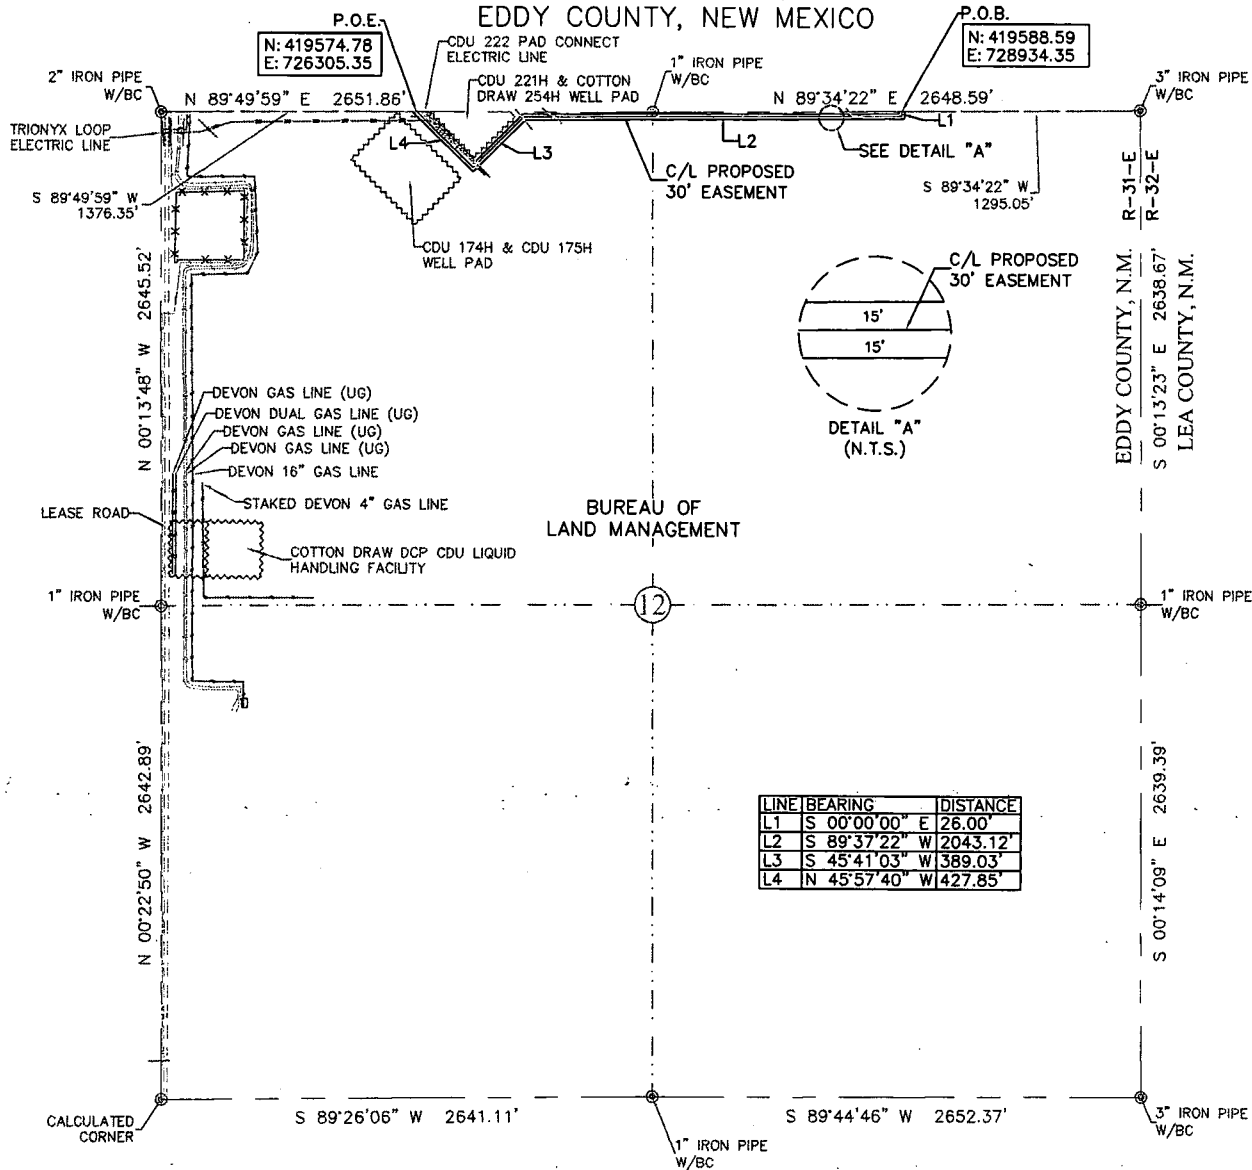 EDDY COUNTY, NEW MEXICO
P.O.E.
N: 419574.78
E: 726305.35
CDU 222 PAD CONNECT
ELECTRIC LINE
P.O.B.
N: 419588.59
E: 728934.35
2" IRON PIPE
W/BC
CDU 221H & COTTON
DRAW 254H WELL PAD
1" IRON PIPE
W/BC
3" IRON PIPE
W/BC
N 89°49'59" E 2651.86'
N 89°34'22" E 2648.59'
TRIONYX LOOP
ELECTRIC LINE
L4
L3
L2
L1
SEE DETAIL "A"
C/L PROPOSED
30' EASEMENT
S 89°49'59" W
1376.35'
S 89°34'22" W
1295.05'
R-31-E
R-32-E
CDU 174H & CDU 175H
WELL PAD
C/L PROPOSED
30' EASEMENT
15'
15'
DETAIL "A"
(N.T.S.)
N 00°13'48" W 2645.52'
EDDY COUNTY, N.M.
S 00°13'23" E 2638.67'
LEA COUNTY, N.M.
DEVON GAS LINE (UG)
DEVON DUAL GAS LINE (UG)
DEVON GAS LINE (UG)
DEVON GAS LINE (UG)
DEVON 16" GAS LINE
STAKED DEVON 4" GAS LINE
LEASE ROAD
BUREAU OF
LAND MANAGEMENT
COTTON DRAW DCP CDU LIQUID
HANDLING FACILITY
1" IRON PIPE
W/BC
12
1" IRON PIPE
W/BC
N 00°22'50" W 2642.89'
S 00°14'09" E 2639.39'
LINE BEARING DISTANCE
L1 S 00°00'00" E 26.00'
L2 S 89°37'22" W 2043.12'
L3 S 45°41'03" W 389.03'
L4 N 45°57'40" W 427.85'
CALCULATED
CORNER
S 89°26'06" W 2641.11'
S 89°44'46" W 2652.37'
1" IRON PIPE
W/BC
3" IRON PIPE
W/BC